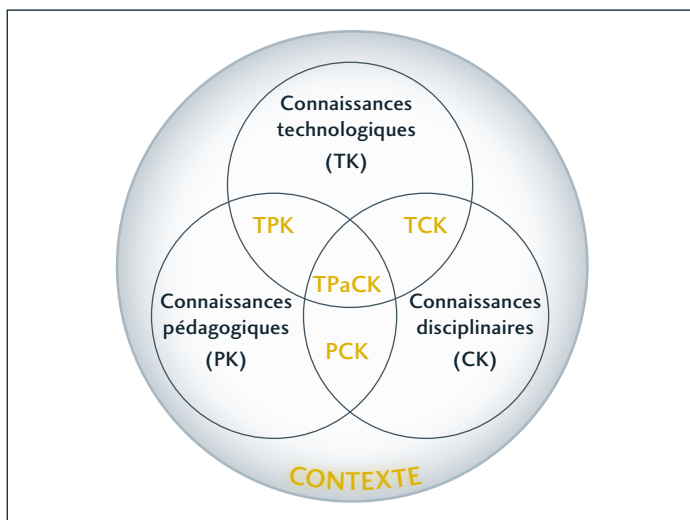 Connaissances
technologiques
(TK)
TPK
TCK
TPaCK
Connaissances
pédagogiques
(PK)
Connaissances
disciplinaires
(CK)
PCK
CONTEXTE